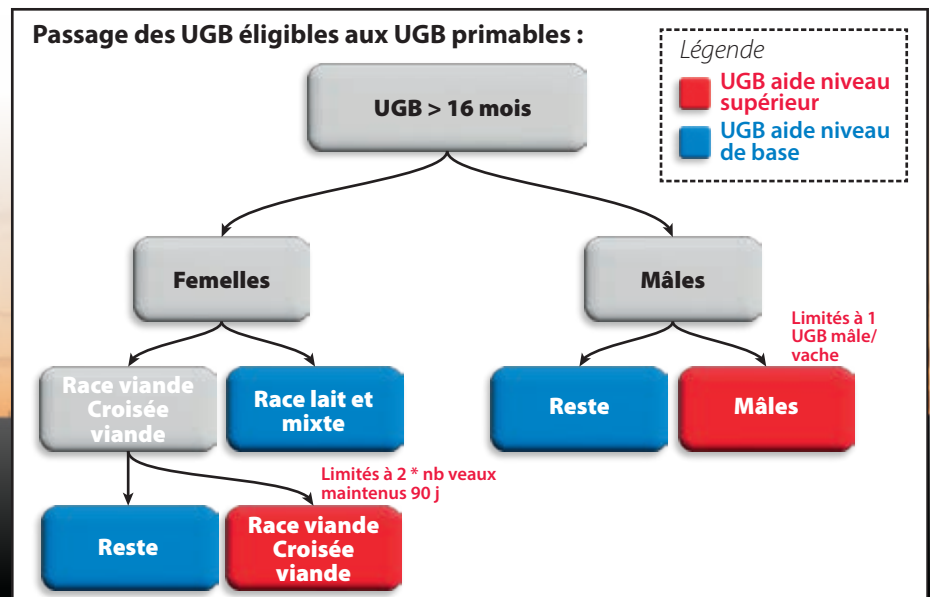 Passage des UGB éligibles aux UGB primables :
Légende
UGB aide niveau
supérieur
UGB aide niveau
de base
UGB > 16 mois
Femelles
Mâles
Limités à 1
UGB mâle/
vache
Race viande
Croisée
viande
Race lait et
mixte
Reste
Mâles
Limités à 2 * nb veaux
maintenus 90 j
Reste
Race viande
Croisée
viande